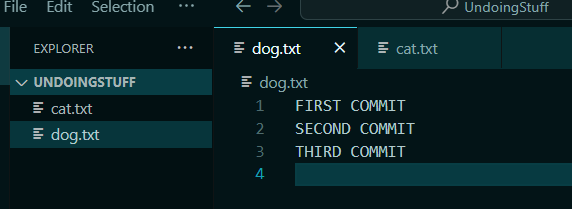 File Edit Selection ... ← → UndoingStuff
EXPLORER ...
UNDOINGSTUFF
cat.txt
dog.txt
dog.txt × cat.txt
dog.txt
1 FIRST COMMIT
2 SECOND COMMIT
3 THIRD COMMIT
4